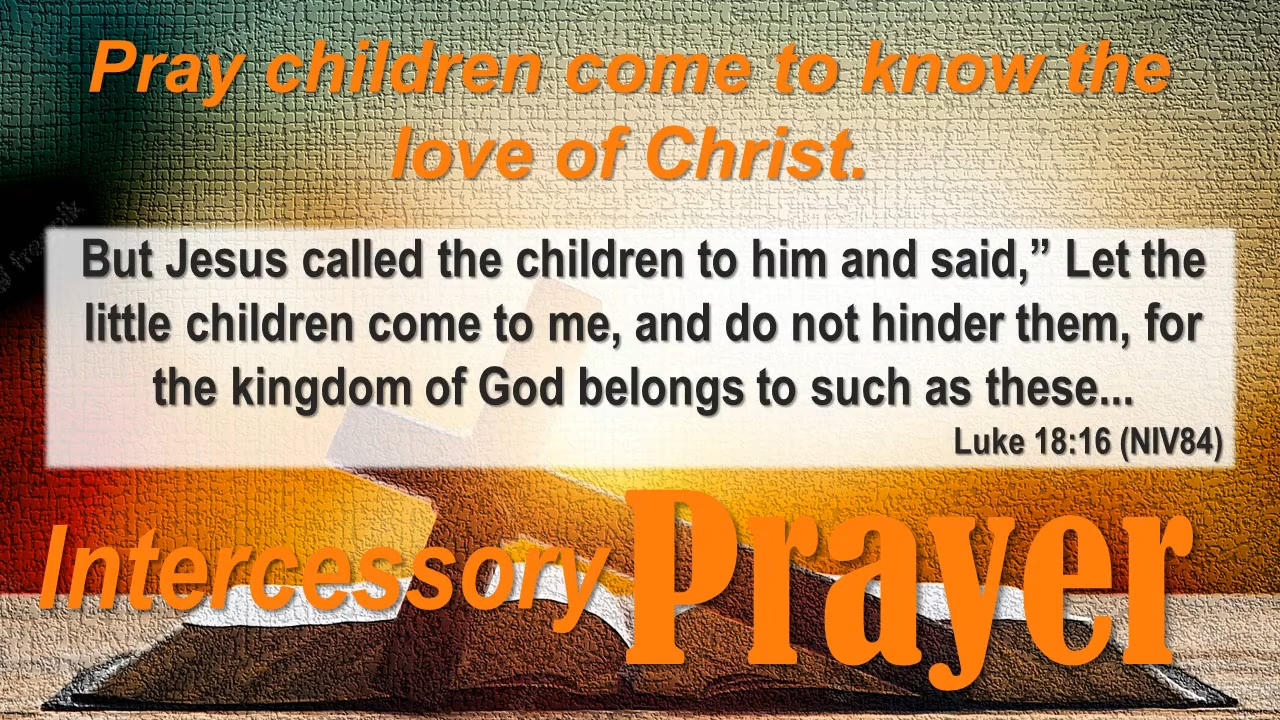 Pray children come to know the
love of Christ.
But Jesus called the children to him and said,” Let the
little children come to me, and do not hinder them, for
the kingdom of God belongs to such as these...
Luke 18:16 (NIV84)
Intercessory Prayer